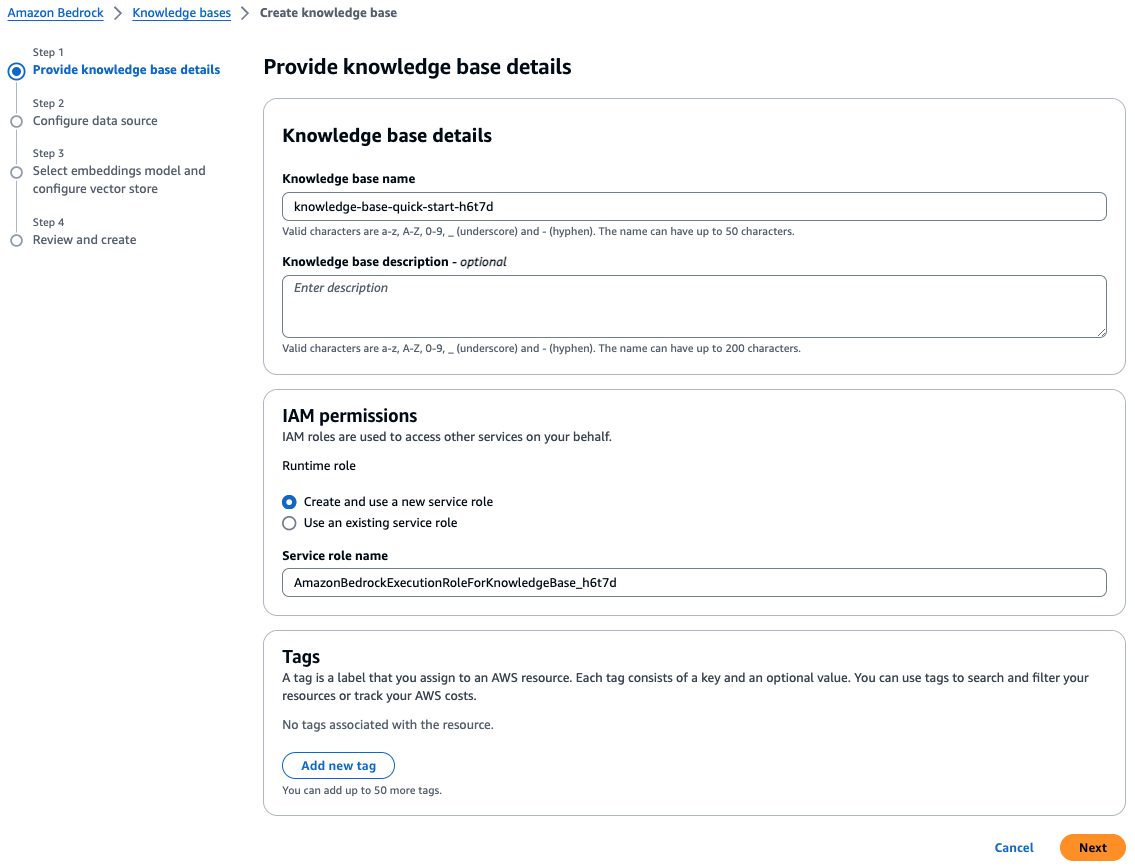 Amazon Bedrock > Knowledge bases > Create knowledge base
Step 1
Provide knowledge base details
Step 2
Configure data source
Step 3
Select embeddings model and
configure vector store
Step 4
Review and create
Provide knowledge base details
Knowledge base details
Knowledge base name
knowledge-base-quick-start-h6t7d
Valid characters are a-z, A-Z, 0-9, _ (underscore) and - (hyphen). The name can have up to 50 characters.
Knowledge base description - optional
Enter description
Valid characters are a-z, A-Z, 0-9, _ (underscore) and - (hyphen). The name can have up to 200 characters.
IAM permissions
IAM roles are used to access other services on your behalf.
Runtime role
Create and use a new service role
Use an existing service role
Service role name
AmazonBedrockExecutionRoleForKnowledgeBase_h6t7d
Tags
A tag is a label that you assign to an AWS resource. Each tag consists of a key and an optional value. You can use tags to search and filter your
resources or track your AWS costs.
No tags associated with the resource.
Add new tag
You can add up to 50 more tags.
Cancel Next